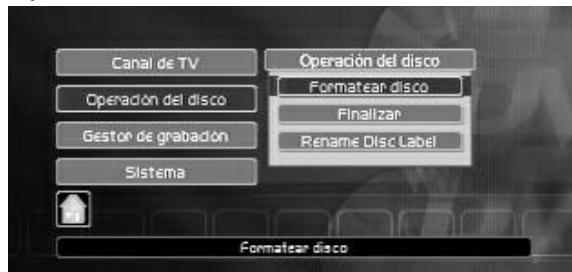 Canal de TV
Operación del disco
Gestor de grabación
Sistema
Operación del disco
Formatear disco
Finalizar
Rename Disc Label
Formatear disco